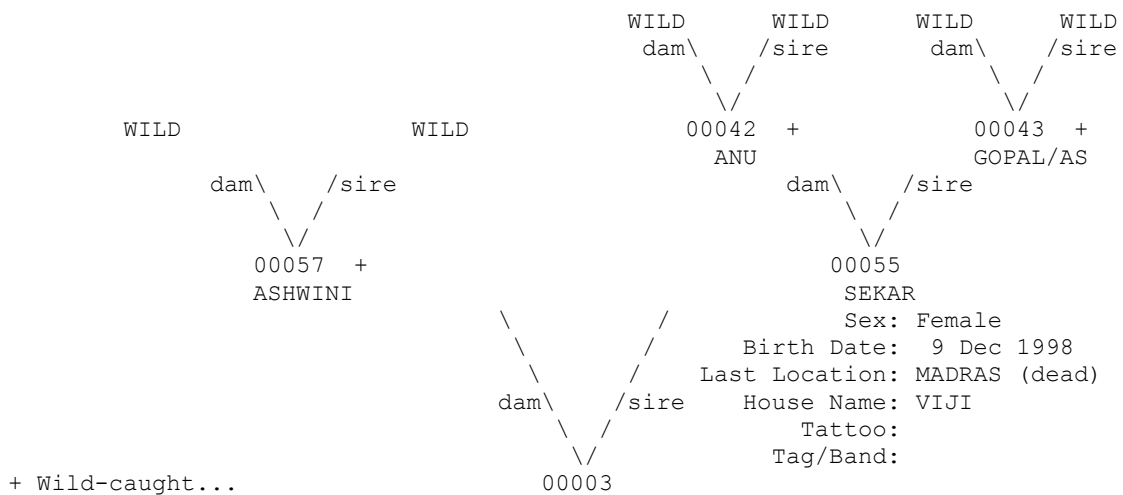 WILD WILD WILD WILD
dam\ /sire dam\ /sire
\ / \ /
\/ \/
WILD WILD 00042 + 00043 +
ANU GOPAL/AS
dam\ /sire dam\ /sire
\ / \ /
\/ \/
00057 + 00055
ASHWINI SEKAR
\ / Sex: Female
\ / Birth Date: 9 Dec 1998
\ / Last Location: MADRAS (dead)
dam\ /sire House Name: VIJI
\ / Tattoo:
\/ Tag/Band:
+ Wild-caught... 00003